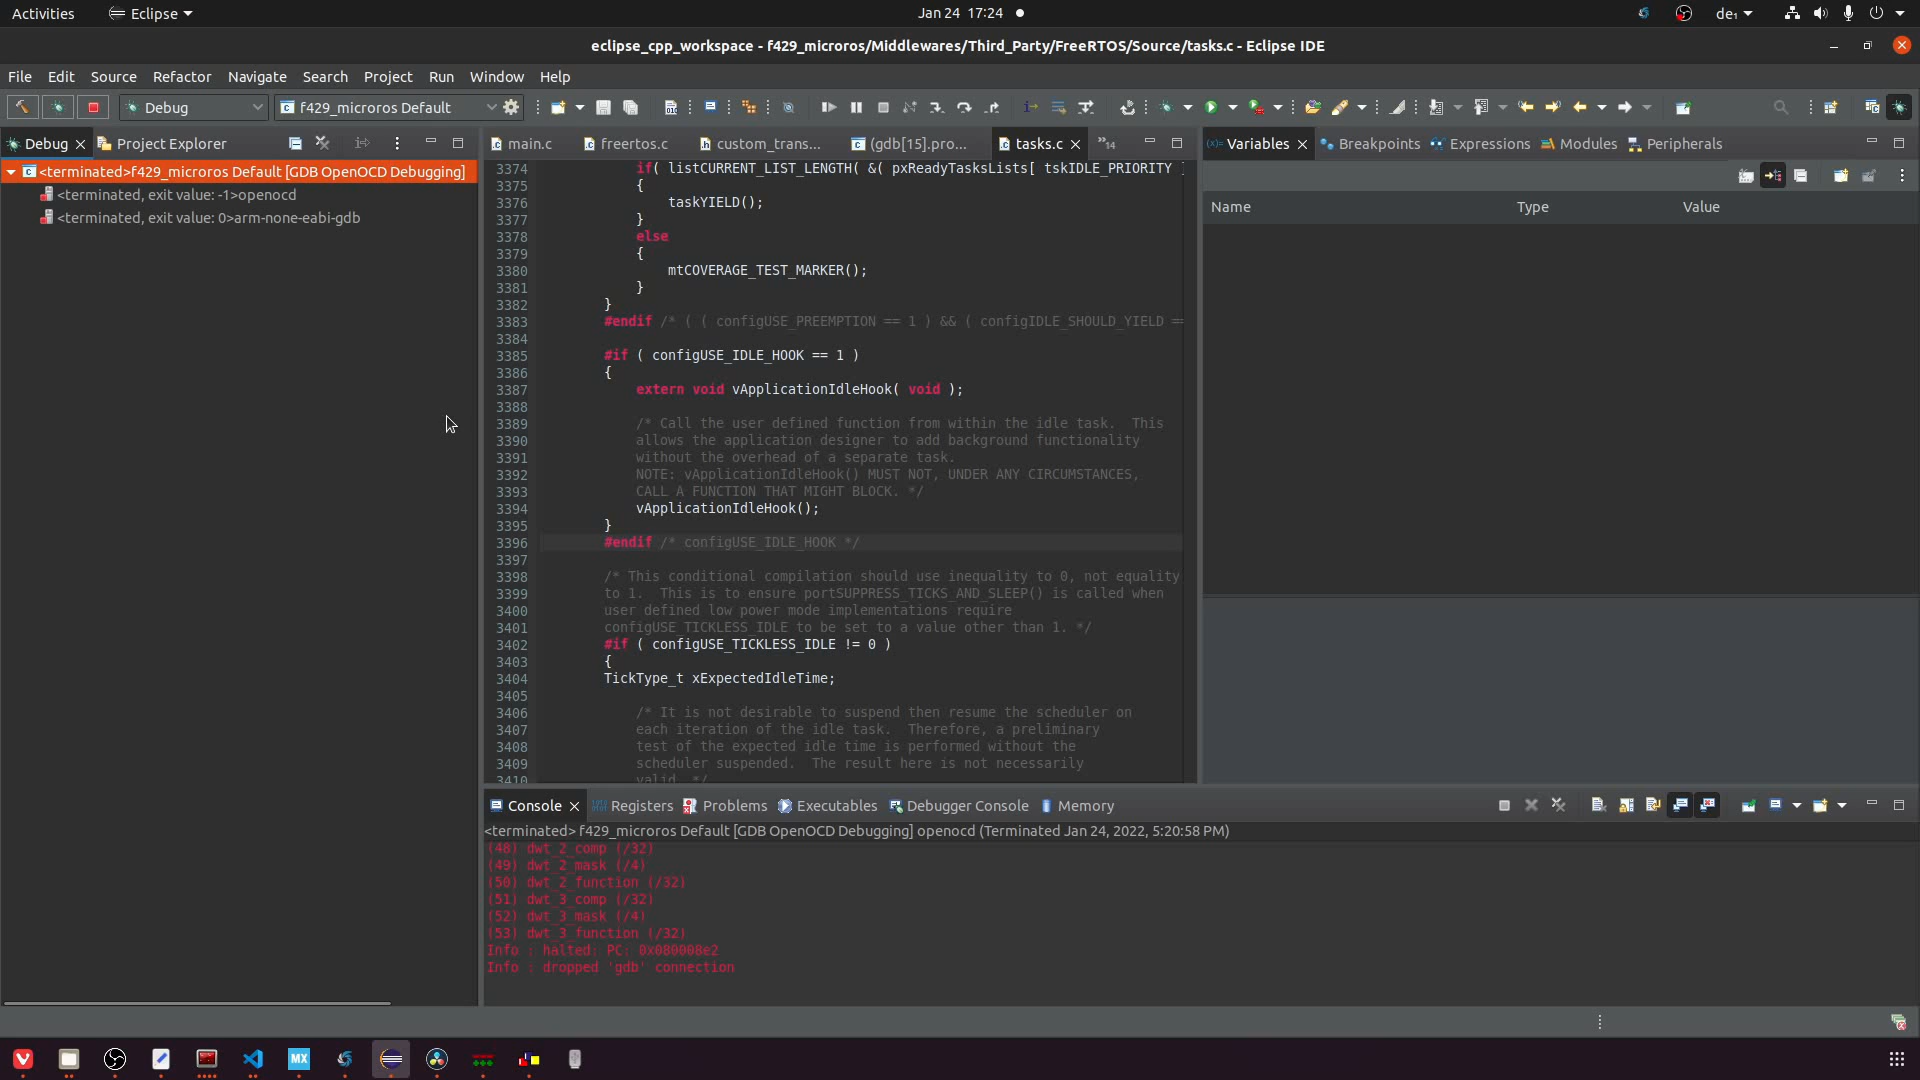 Activities
Eclipse
Jan 24 17:24
de₁
eclipse_cpp_workspace - f429_microros/Middlewares/Third_Party/FreeRTOS/Source/tasks.c - Eclipse IDE
File Edit Source Refactor Navigate Search Project Run Window Help
Debug
f429_microros Default
Debug
Project Explorer
<terminated>f429_microros Default [GDB OpenOCD Debugging]
<terminated, exit value: -1>openocd
<terminated, exit value: 0>arm-none-eabi-gdb
main.c
freertos.c
custom_trans...
(gdb[15].pro...
tasks.c
»14
3374 if( listCURRENT_LIST_LENGTH( &( pxReadyTasksLists[ tskIDLE_PRIORITY ]
3375 {
3376 taskYIELD();
3377 }
3378 else
3379 {
3380 mtCOVERAGE_TEST_MARKER();
3381 }
3382 }
3383 #endif /* ( ( configUSE_PREEMPTION == 1 ) && ( configIDLE_SHOULD_YIELD ==
3384
3385 #if ( configUSE_IDLE_HOOK == 1 )
3386 {
3387 extern void vApplicationIdleHook( void );
3388
3389 /* Call the user defined function from within the idle task.  This
3390 allows the application designer to add background functionality
3391 without the overhead of a separate task.
3392 NOTE: vApplicationIdleHook() MUST NOT, UNDER ANY CIRCUMSTANCES,
3393 CALL A FUNCTION THAT MIGHT BLOCK. */
3394 vApplicationIdleHook();
3395 }
3396 #endif /* configUSE_IDLE_HOOK */
3397
3398 /* This conditional compilation should use inequality to 0, not equality
3399 to 1.  This is to ensure portSUPPRESS_TICKS_AND_SLEEP() is called when
3400 user defined low power mode implementations require
3401 configUSE_TICKLESS_IDLE to be set to a value other than 1. */
3402 #if ( configUSE_TICKLESS_IDLE != 0 )
3403 {
3404 TickType_t xExpectedIdleTime;
3405
3406 /* It is not desirable to suspend then resume the scheduler on
3407 each iteration of the idle task.  Therefore, a preliminary
3408 test of the expected idle time is performed without the
3409 scheduler suspended.  The result here is not necessarily
3410 valid. */
Variables
Breakpoints
Expressions
Modules
Peripherals
Name Type Value
Console
Registers
Problems
Executables
Debugger Console
Memory
<terminated> f429_microros Default [GDB OpenOCD Debugging] openocd (Terminated Jan 24, 2022, 5:20:58 PM)
(48) dwt_2_comp (/32)
(49) dwt_2_mask (/4)
(50) dwt_2_function (/32)
(51) dwt_3_comp (/32)
(52) dwt_3_mask (/4)
(53) dwt_3_function (/32)
Info : halted: PC: 0x080008e2
Info : dropped 'gdb' connection
MX